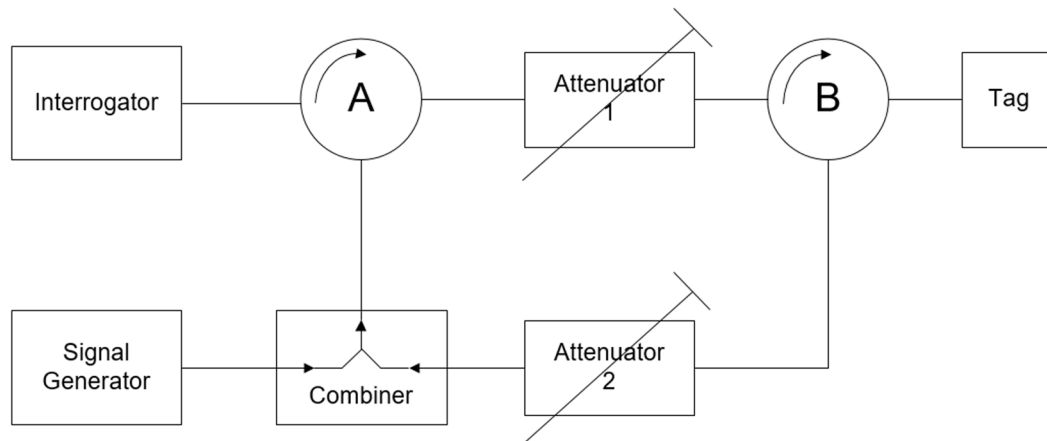 Interrogator
A
Attenuator
1
B
Tag
Signal
Generator
Combiner
Attenuator
2